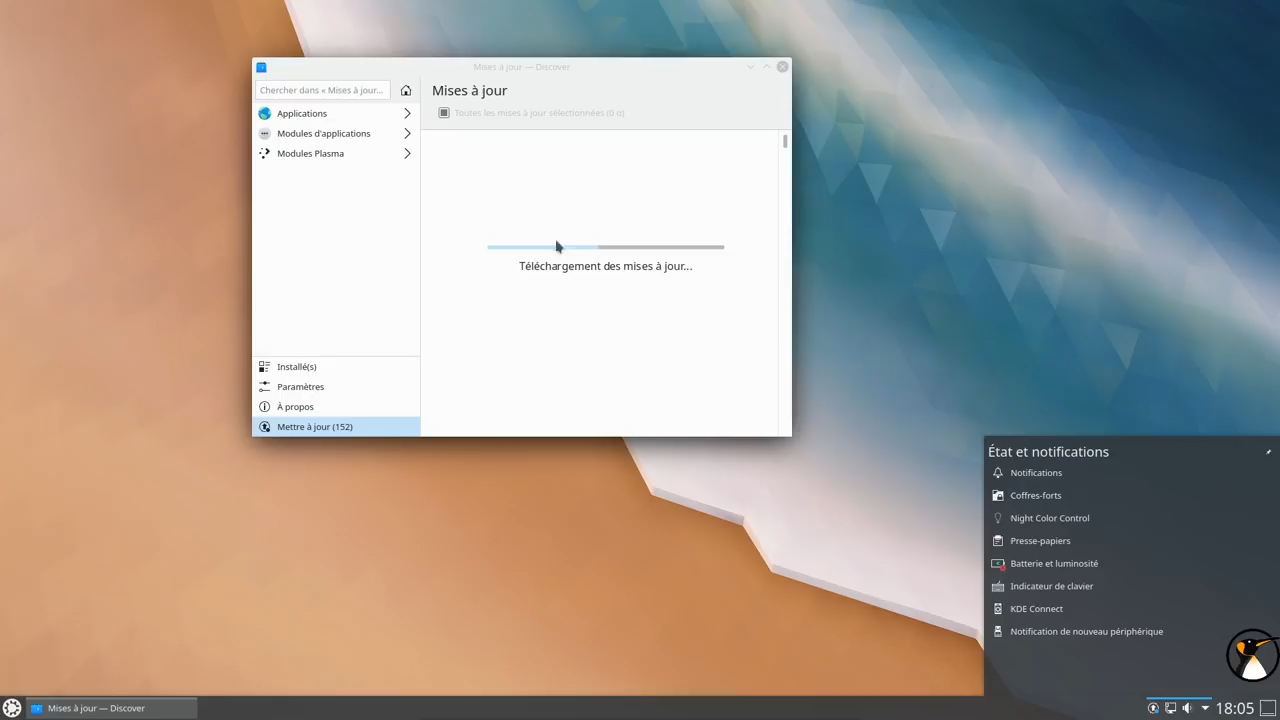 Mises à jour — Discover
Chercher dans « Mises à jour...
Mises à jour
Toutes les mises à jour sélectionnées (0 o)
Applications
Modules d'applications
Modules Plasma
Téléchargement des mises à jour...
Installé(s)
Paramètres
À propos
Mettre à jour (152)
État et notifications
Notifications
Coffres-forts
Night Color Control
Presse-papiers
Batterie et luminosité
Indicateur de clavier
KDE Connect
Notification de nouveau périphérique
Mises à jour — Discover
18:05